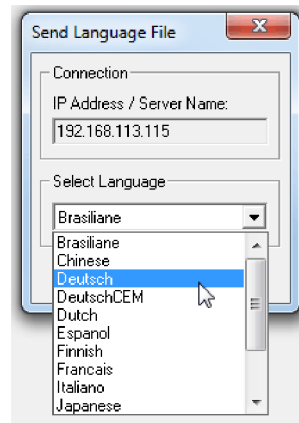 Send Language File
Connection
IP Address / Server Name:
192.168.113.115
Select Language
Brasiliane
Brasiliane
Chinese
Deutsch
DeutschCEM
Dutch
Espanol
Finnish
Francais
Italiano
Japanese